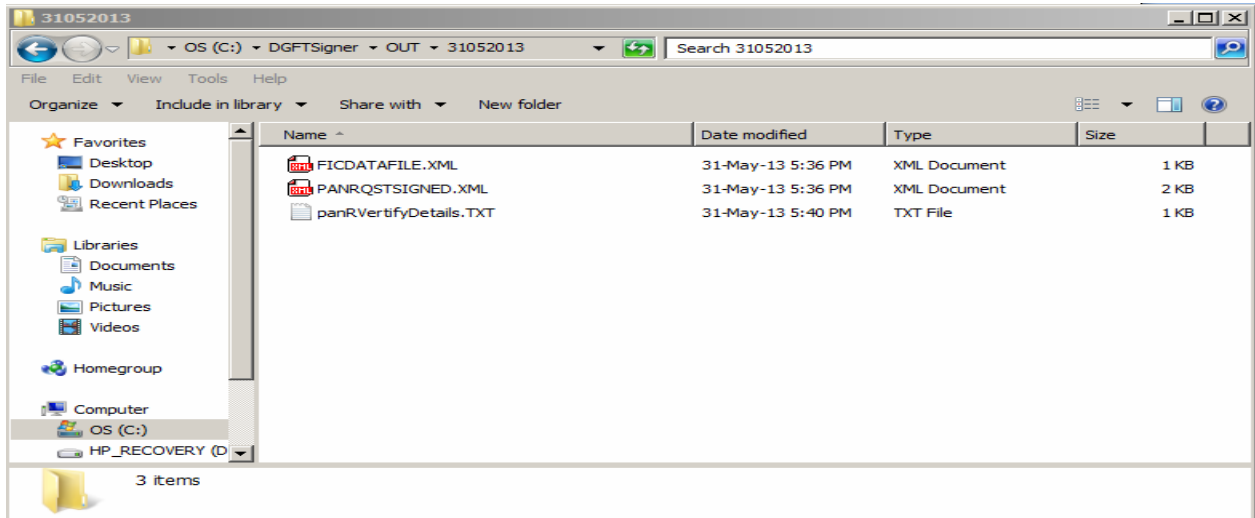 31052013
OS (C:) DGFTSigner OUT 31052013 Search 31052013
File Edit View Tools Help
Organize Include in library Share with New folder
Name Date modified Type Size
Favorites
Desktop
Downloads
Recent Places
Libraries
Documents
Music
Pictures
Videos
Homegroup
Computer
OS (C:)
HP_RECOVERY (D
FICDATAFILE.XML 31-May-13 5:36 PM XML Document 1 KB
PANRQSTSIGNED.XML 31-May-13 5:36 PM XML Document 2 KB
panRVertifyDetails.TXT 31-May-13 5:40 PM TXT File 1 KB
3 items